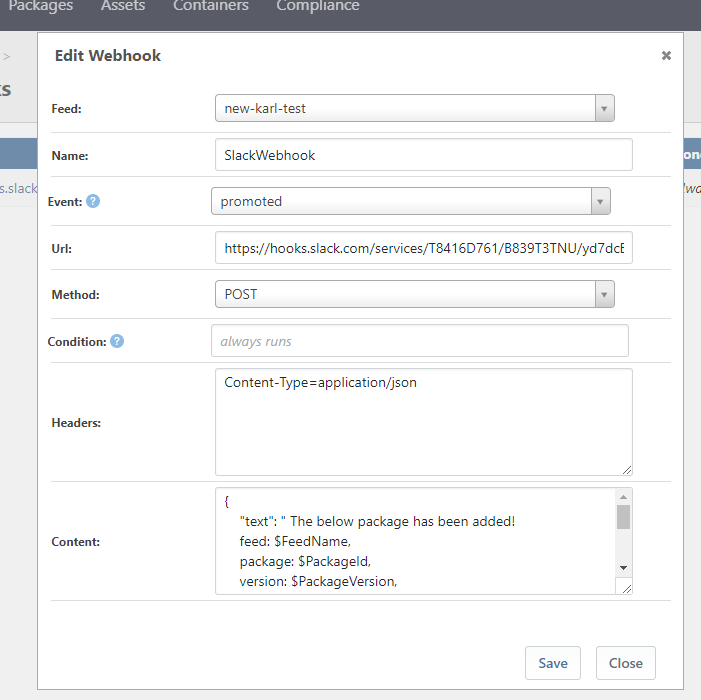 Packages Assets Containers Compliance
>
Edit Webhook
Feed: new-karl-test
Name: SlackWebhook
Event: ? promoted
s.slack
Url: https://hooks.slack.com/services/T8416D761/B839T3TNU/yd7dcE
Method: POST
Condition: ? always runs
Headers: Content-Type=application/json
Content:
{
"text": " The below package has been added!
feed: $FeedName,
package: $PackageId,
version: $PackageVersion,
Save Close